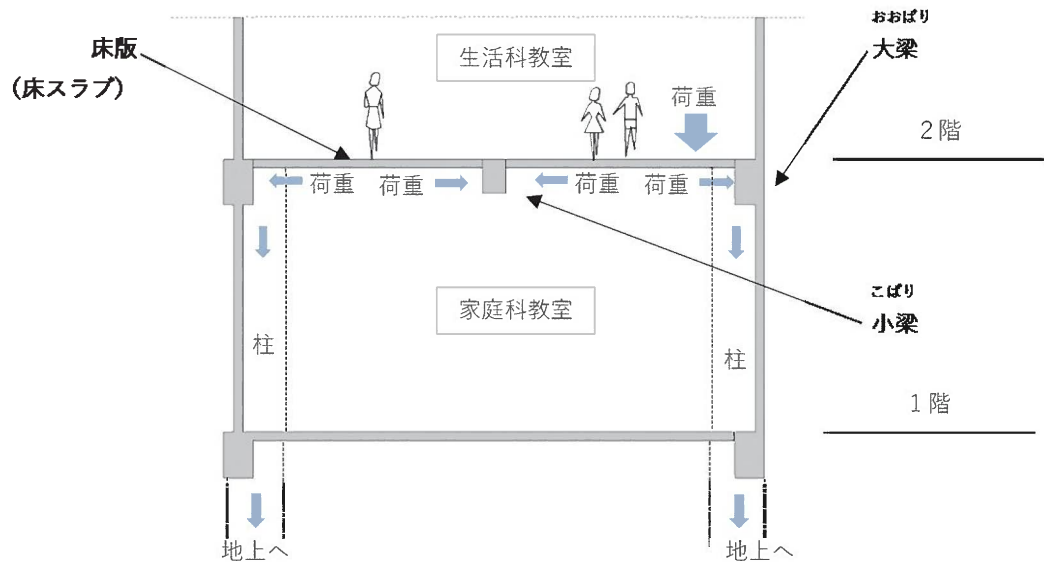 おおばり
大梁
床版
(床スラブ)
生活科教室
荷重
2階
荷重
荷重
荷重
荷重
こばり
小梁
家庭科教室
柱
柱
1階
地上へ
地上へ